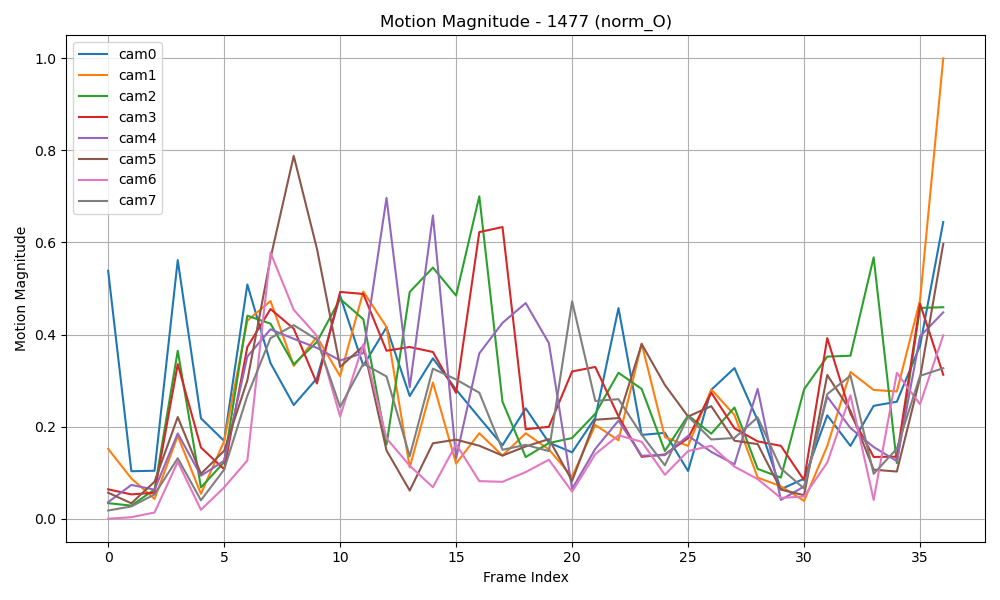 Motion Magnitude - 1477 (norm_O)
cam0
cam1
cam2
cam3
cam4
cam5
cam6
cam7
1.0
0.8
0.6
0.4
0.2
0.0
Motion Magnitude
0 5 10 15 20 25 30 35
Frame Index